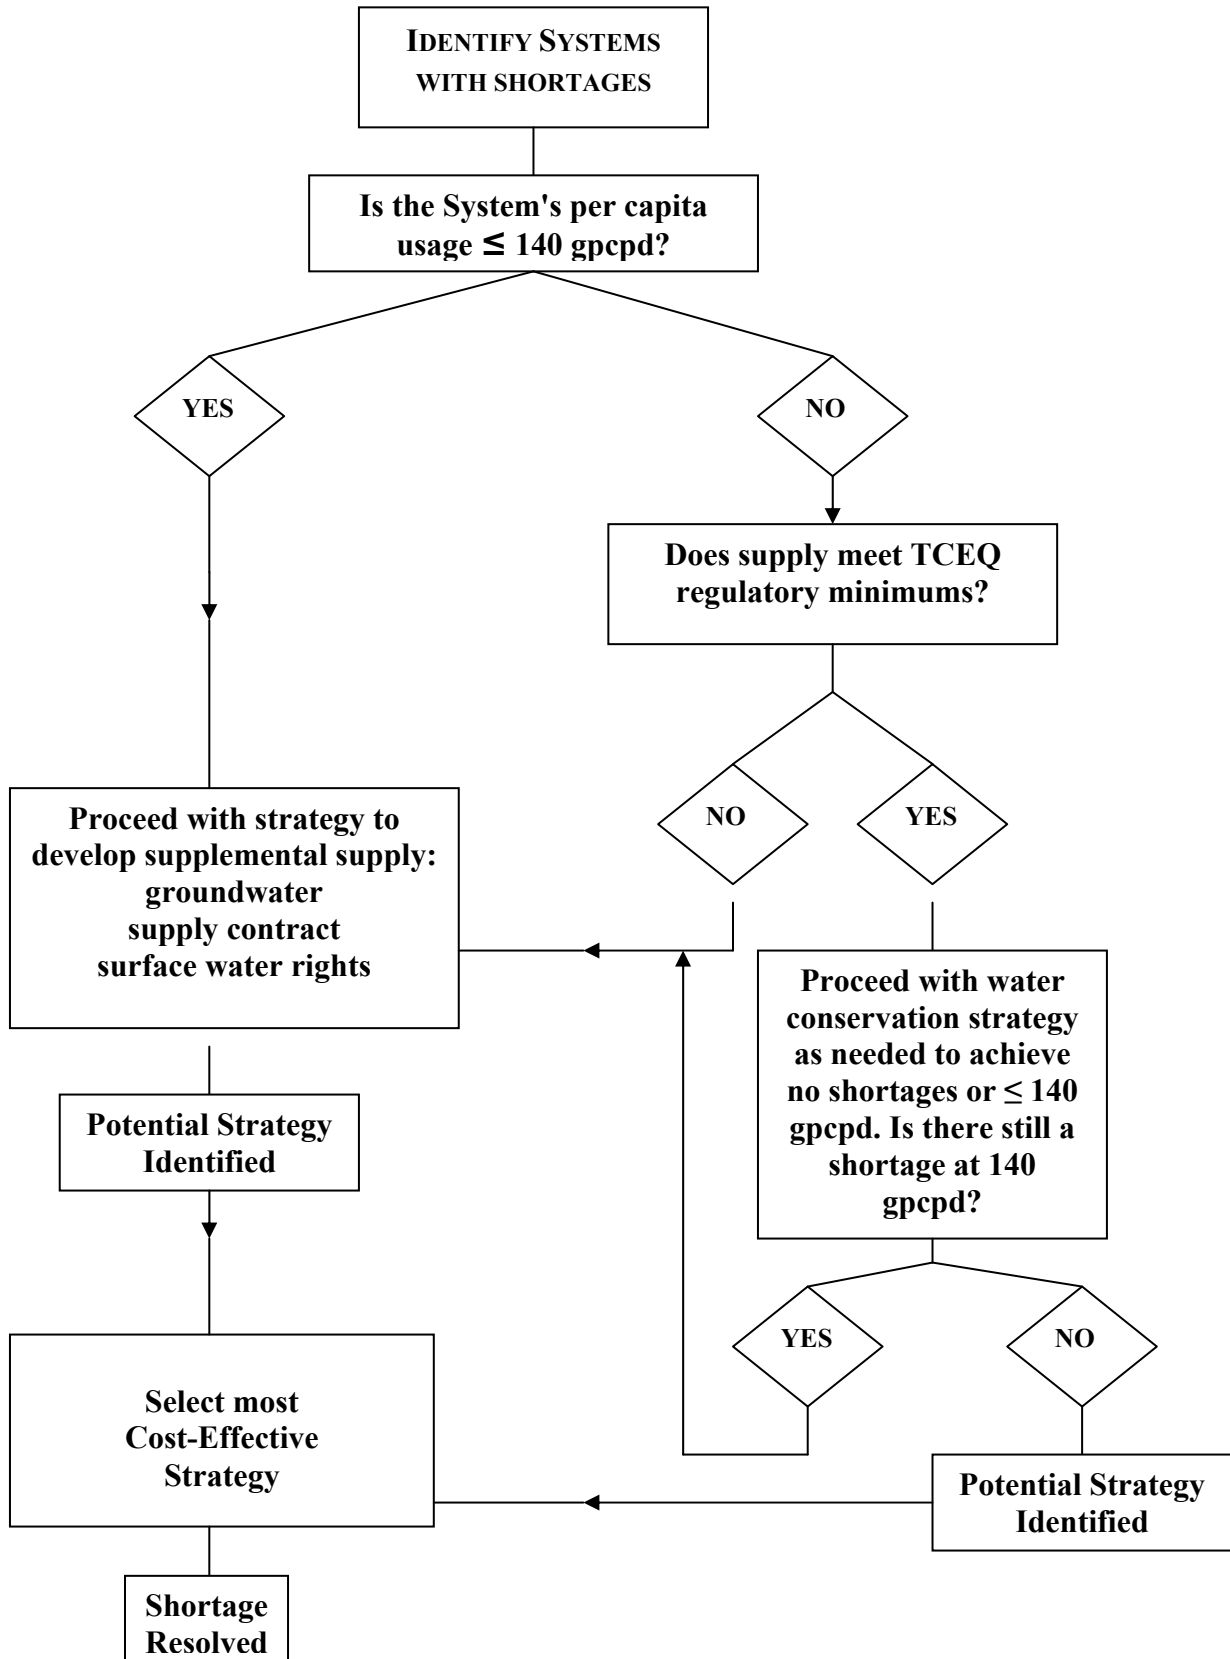 IDENTIFY SYSTEMS
WITH SHORTAGES
Is the System's per capita
usage ≤ 140 gpcpd?
YES
NO
Does supply meet TCEQ
regulatory minimums?
NO
YES
Proceed with strategy to
develop supplemental supply:
groundwater
supply contract
surface water rights
Proceed with water
conservation strategy
as needed to achieve
no shortages or ≤ 140
gpcpd. Is there still a
shortage at 140
gpcpd?
Potential Strategy
Identified
YES
NO
Select most
Cost-Effective
Strategy
Potential Strategy
Identified
Shortage
Resolved